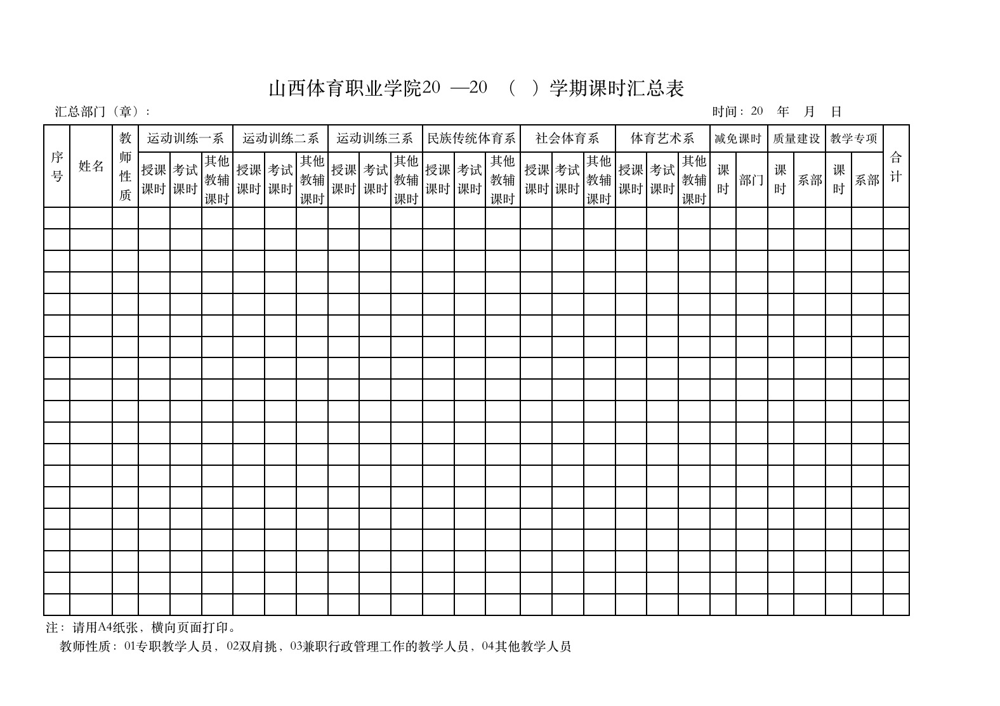 山西体育职业学院20 —20 （ ）学期课时汇总表
汇总部门（章）: 时间: 20 年 月 日
序号 姓名 教师性质 运动训练一系 运动训练二系 运动训练三系 民族传统体育系 社会体育系 体育艺术系 减免课时 质量建设 教学专项 合计
授课课时 考试课时 其他教辅课时 授课课时 考试课时 其他教辅课时 授课课时 考试课时 其他教辅课时 授课课时 考试课时 其他教辅课时 授课课时 考试课时 其他教辅课时 授课课时 考试课时 其他教辅课时 课时 部门 课时 系部 课时 系部
注: 请用A4纸张, 横向页面打印。
教师性质: 01专职教学人员, 02双肩挑, 03兼职行政管理工作的教学人员, 04其他教学人员